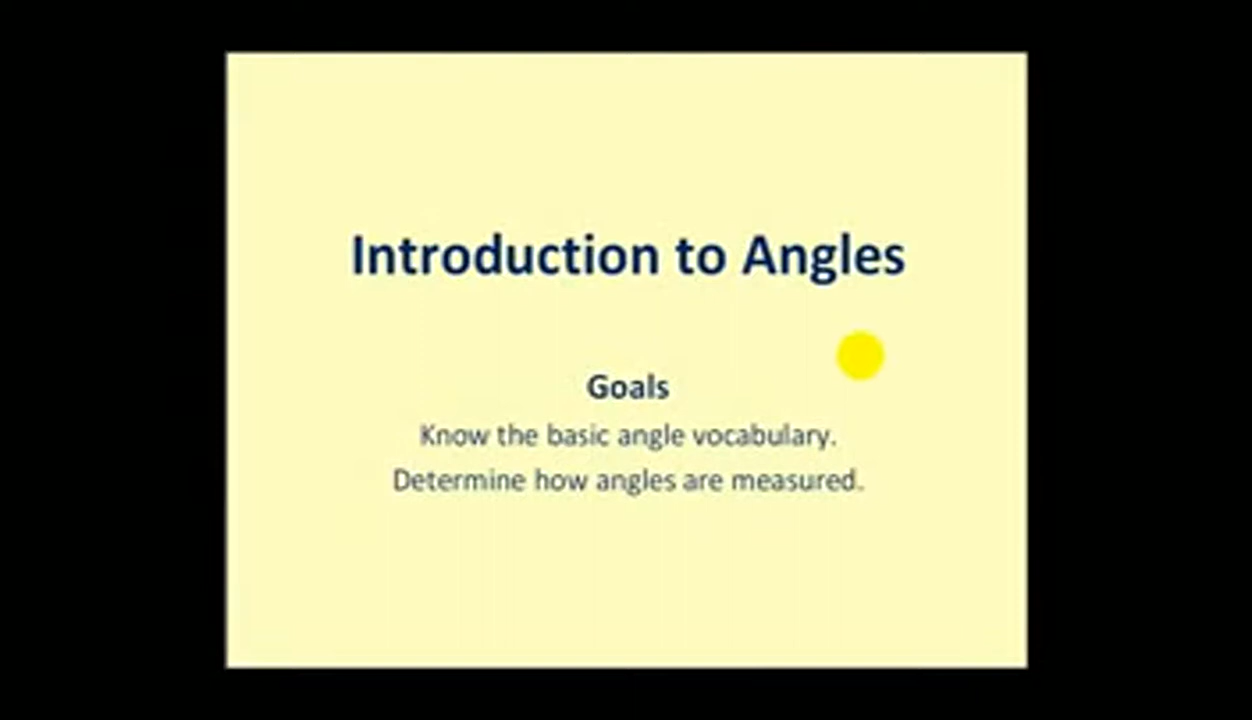 Introduction to Angles
Goals
Know the basic angle vocabulary.
Determine how angles are measured.